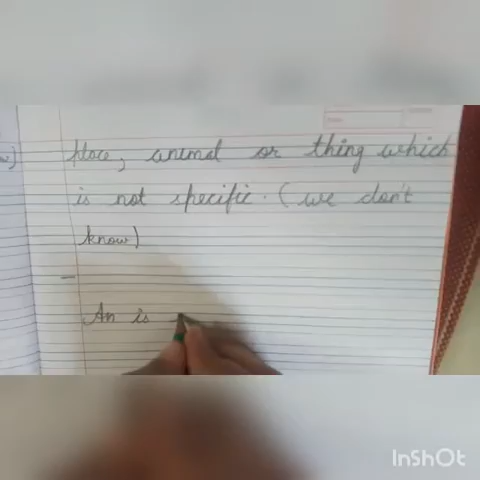 place, animal or thing which
is not specific. (we don't
know)
An is
InShOt